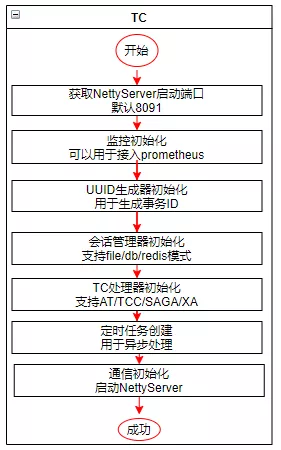 TC
开始
获取NettyServer启动端口
默认8091
监控初始化
可以用于接入prometheus
UUID生成器初始化
用于生成事务ID
会话管理器初始化
支持file/db/redis模式
TC处理器初始化
支持AT/TCC/SAGA/XA
定时任务创建
用于异步处理
通信初始化
启动NettyServer
成功